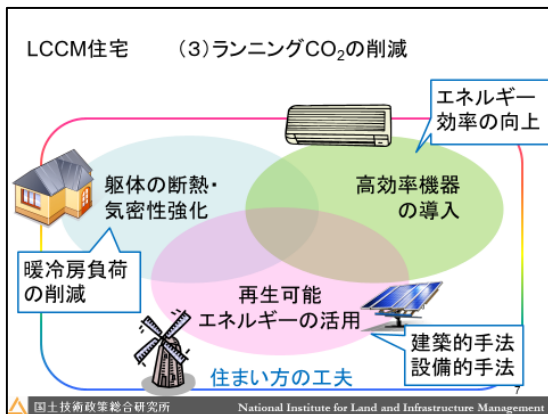 LCCM住宅 （3）ランニングCO₂の削減
エネルギー
効率の向上
躯体の断熱・
気密性強化
高効率機器
の導入
暖冷房負荷
の削減
再生可能
エネルギーの活用
建築的手法
設備的手法
住まい方の工夫
7
国土技術政策総合研究所
National Institute for Land and Infrastructure Management